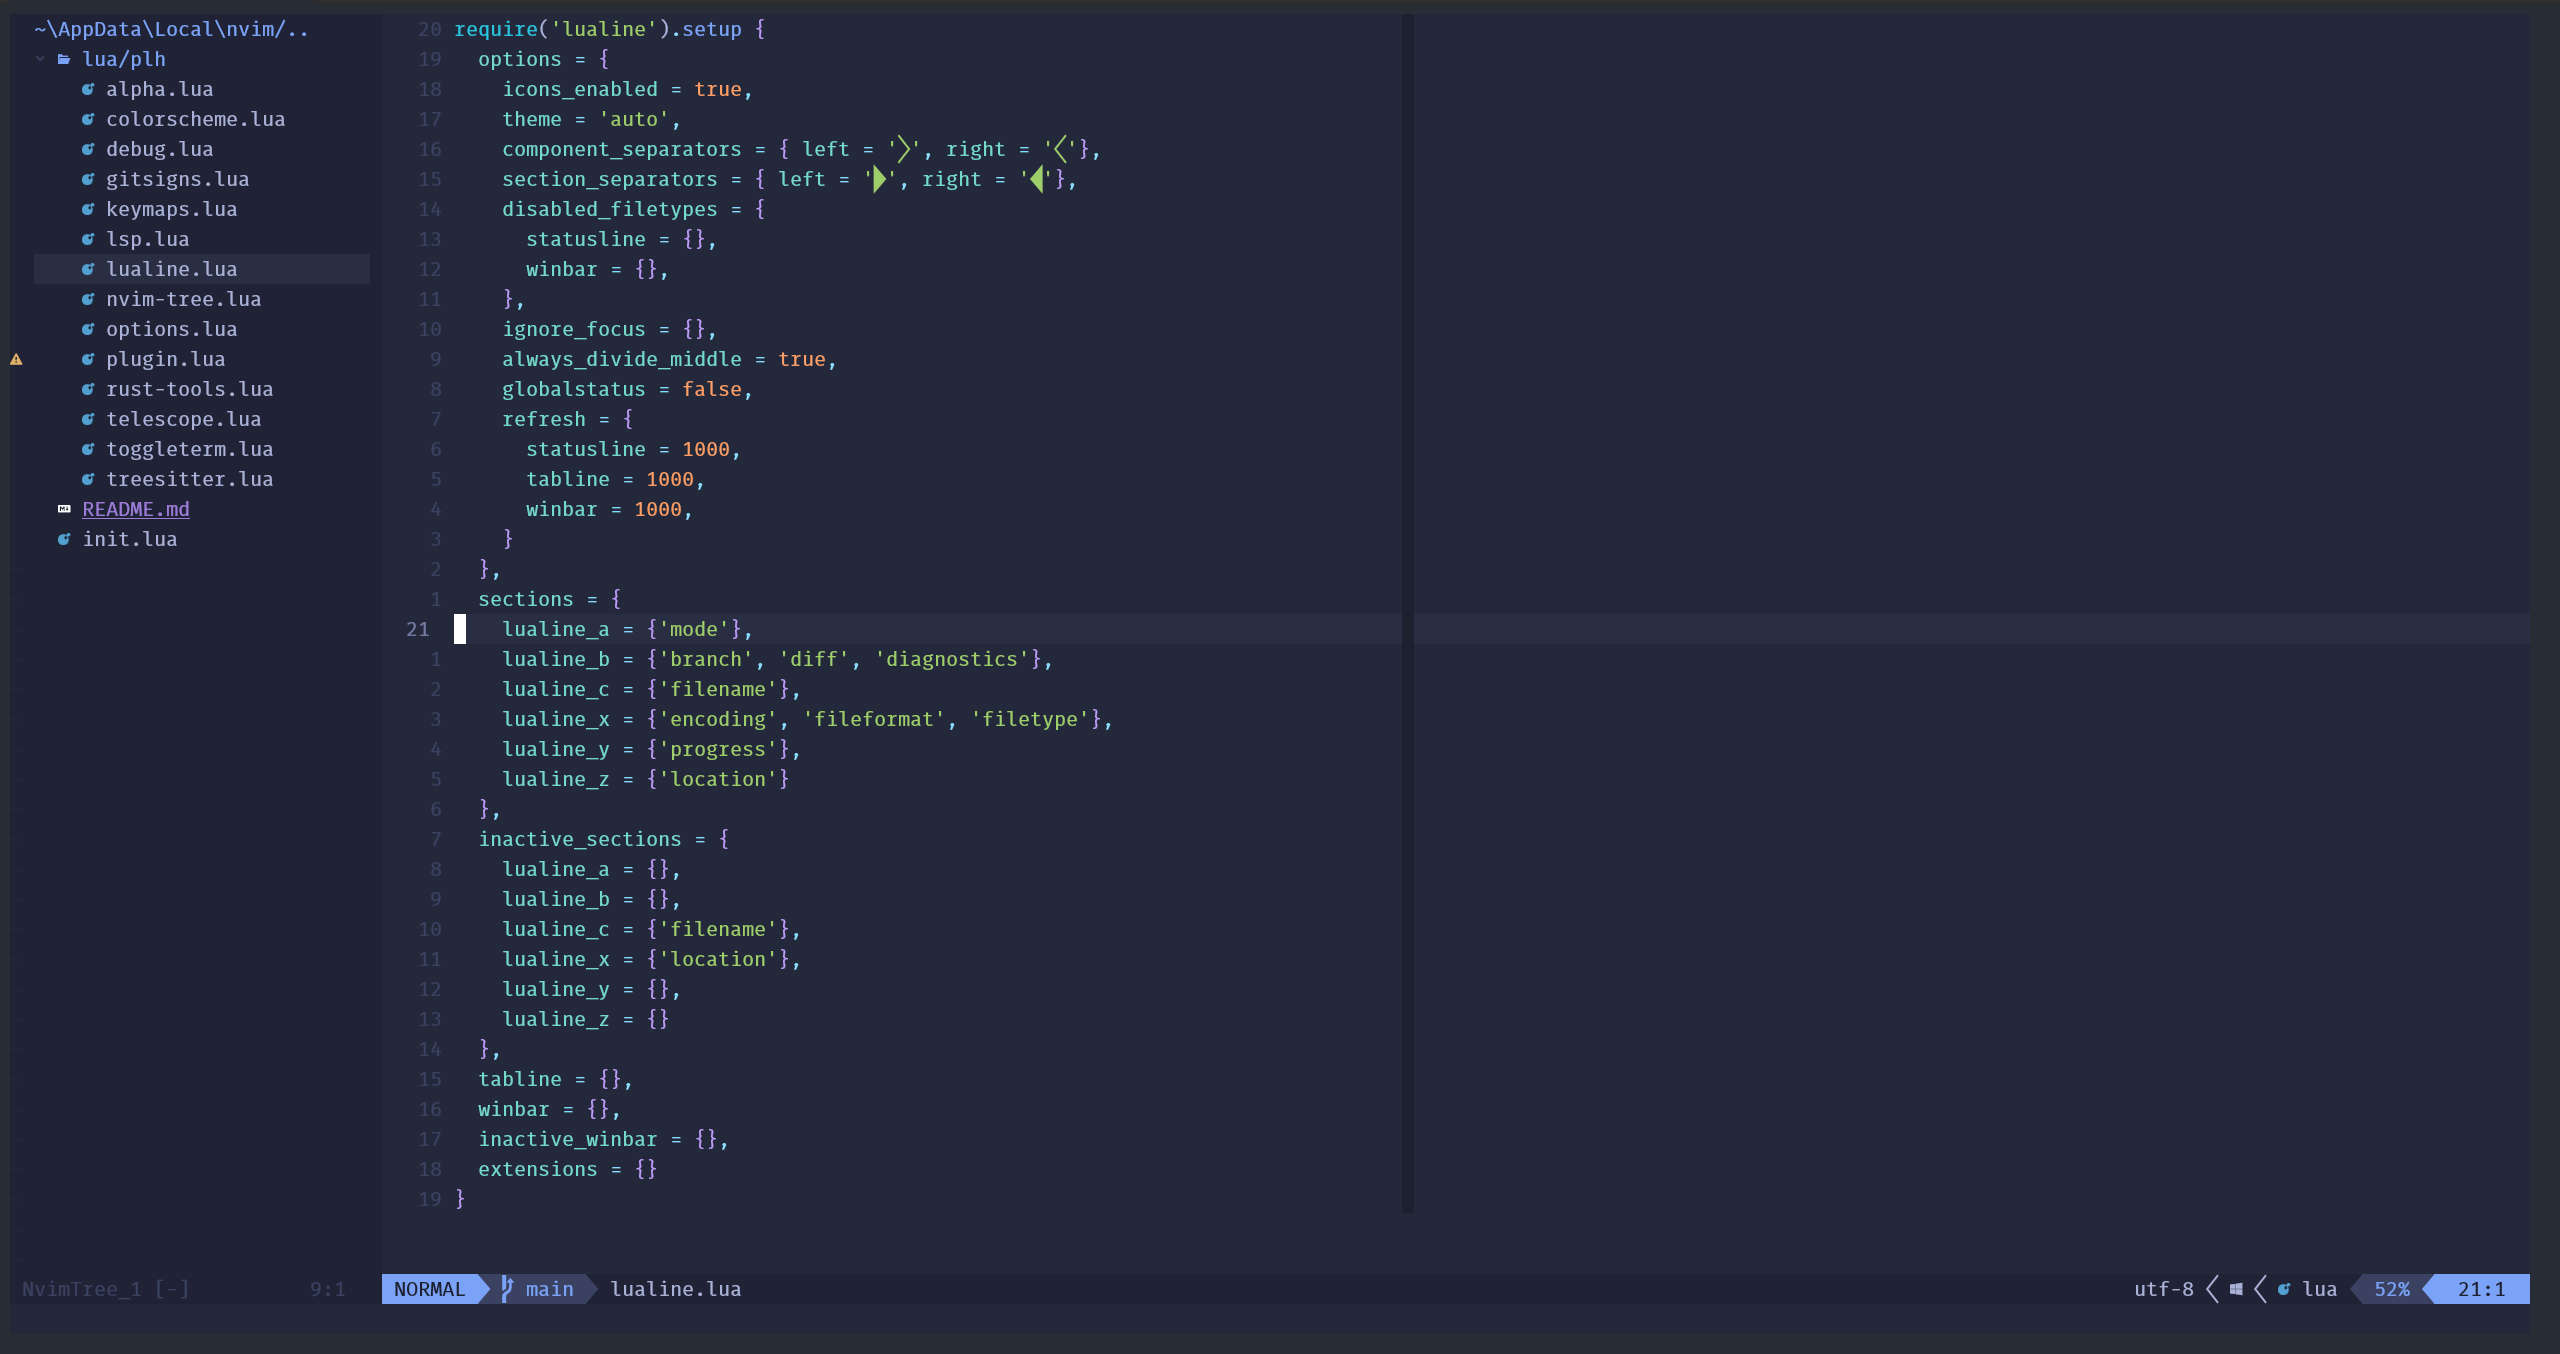 ~\AppData\Local\nvim/..
lua/plh
alpha.lua
colorscheme.lua
debug.lua
gitsigns.lua
keymaps.lua
lsp.lua
lualine.lua
nvim-tree.lua
options.lua
plugin.lua
rust-tools.lua
telescope.lua
toggleterm.lua
treesitter.lua
README.md
init.lua
NvimTree_1 [-] 9:1
20 require('lualine').setup {
19   options = {
18     icons_enabled = true,
17     theme = 'auto',
16     component_separators = { left = '', right = ''},
15     section_separators = { left = '', right = ''},
14     disabled_filetypes = {
13       statusline = {},
12       winbar = {},
11     },
10     ignore_focus = {},
9     always_divide_middle = true,
8     globalstatus = false,
7     refresh = {
6       statusline = 1000,
5       tabline = 1000,
4       winbar = 1000,
3     }
2   },
1   sections = {
21     lualine_a = {'mode'},
1     lualine_b = {'branch', 'diff', 'diagnostics'},
2     lualine_c = {'filename'},
3     lualine_x = {'encoding', 'fileformat', 'filetype'},
4     lualine_y = {'progress'},
5     lualine_z = {'location'}
6   },
7   inactive_sections = {
8     lualine_a = {},
9     lualine_b = {},
10     lualine_c = {'filename'},
11     lualine_x = {'location'},
12     lualine_y = {},
13     lualine_z = {}
14   },
15   tabline = {},
16   winbar = {},
17   inactive_winbar = {},
18   extensions = {}
19 }
NORMAL  main  lualine.lua utf-8   lua  52%  21:1